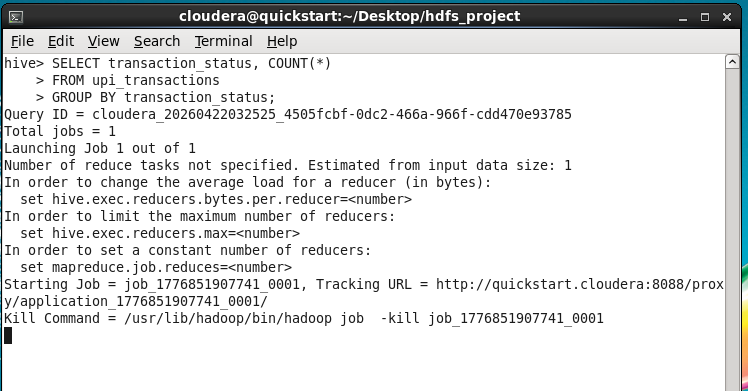 cloudera@quickstart:~/Desktop/hdfs_project
File Edit View Search Terminal Help
hive> SELECT transaction_status, COUNT(*)
    > FROM upi_transactions
    > GROUP BY transaction_status;
Query ID = cloudera_20260422032525_4505fcbf-0dc2-466a-966f-cdd470e93785
Total jobs = 1
Launching Job 1 out of 1
Number of reduce tasks not specified. Estimated from input data size: 1
In order to change the average load for a reducer (in bytes):
  set hive.exec.reducers.bytes.per.reducer=<number>
In order to limit the maximum number of reducers:
  set hive.exec.reducers.max=<number>
In order to set a constant number of reducers:
  set mapreduce.job.reduces=<number>
Starting Job = job_1776851907741_0001, Tracking URL = http://quickstart.cloudera:8088/prox
y/application_1776851907741_0001/
Kill Command = /usr/lib/hadoop/bin/hadoop job  -kill job_1776851907741_0001